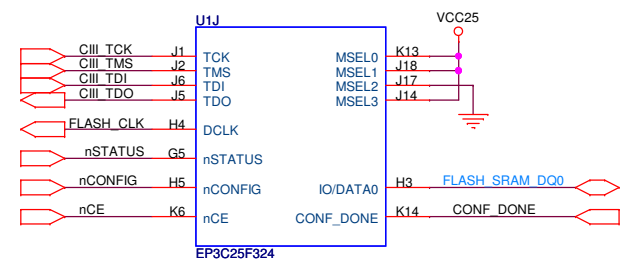 U1J
VCC25
CIII_TCK J1 TCK MSEL0 K13
CIII_TMS J2 TMS MSEL1 J18
CIII_TDI J6 TDI MSEL2 J17
CIII_TDO J5 TDO MSEL3 J14
FLASH_CLK H4 DCLK
nSTATUS G5 nSTATUS
nCONFIG H5 nCONFIG IO/DATA0 H3 FLASH_SRAM_DQ0
nCE K6 nCE CONF_DONE K14 CONF_DONE
EP3C25F324